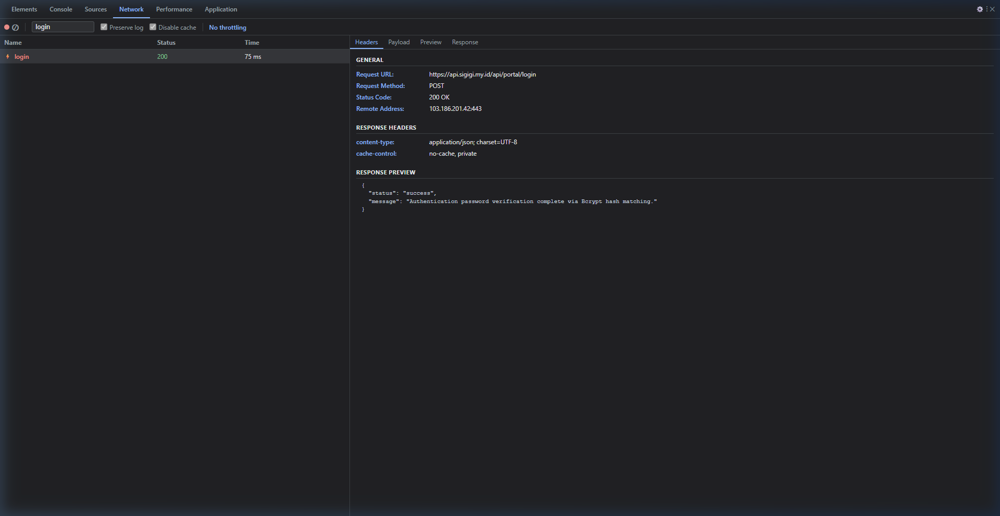 Elements Console Sources Network Performance Application
login Preserve log Disable cache No throttling
Name Status Time
login 200 75 ms
Headers Payload Preview Response
GENERAL
Request URL: https://api.sigigi.my.id/api/portal/login
Request Method: POST
Status Code: 200 OK
Remote Address: 103.186.201.42:443
RESPONSE HEADERS
content-type: application/json; charset=UTF-8
cache-control: no-cache, private
RESPONSE PREVIEW
{
"status": "success",
"message": "Authentication password verification complete via Bcrypt hash matching."
}